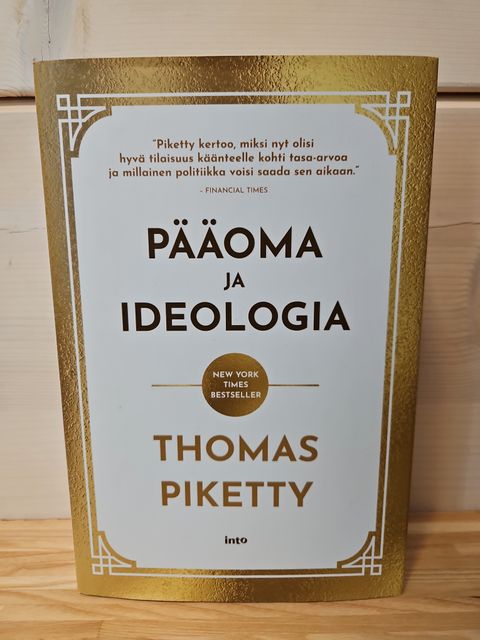 "Piketty kertoo, miksi nyt olisi
hyvä tilaisuus käänteelle kohti tasa-arvoa
ja millainen politiikka voisi saada sen aikaan."
– FINANCIAL TIMES
PÄÄOMA
JA
IDEOLOGIA
NEW YORK
TIMES
BESTSELLER
THOMAS
PIKETTY
into